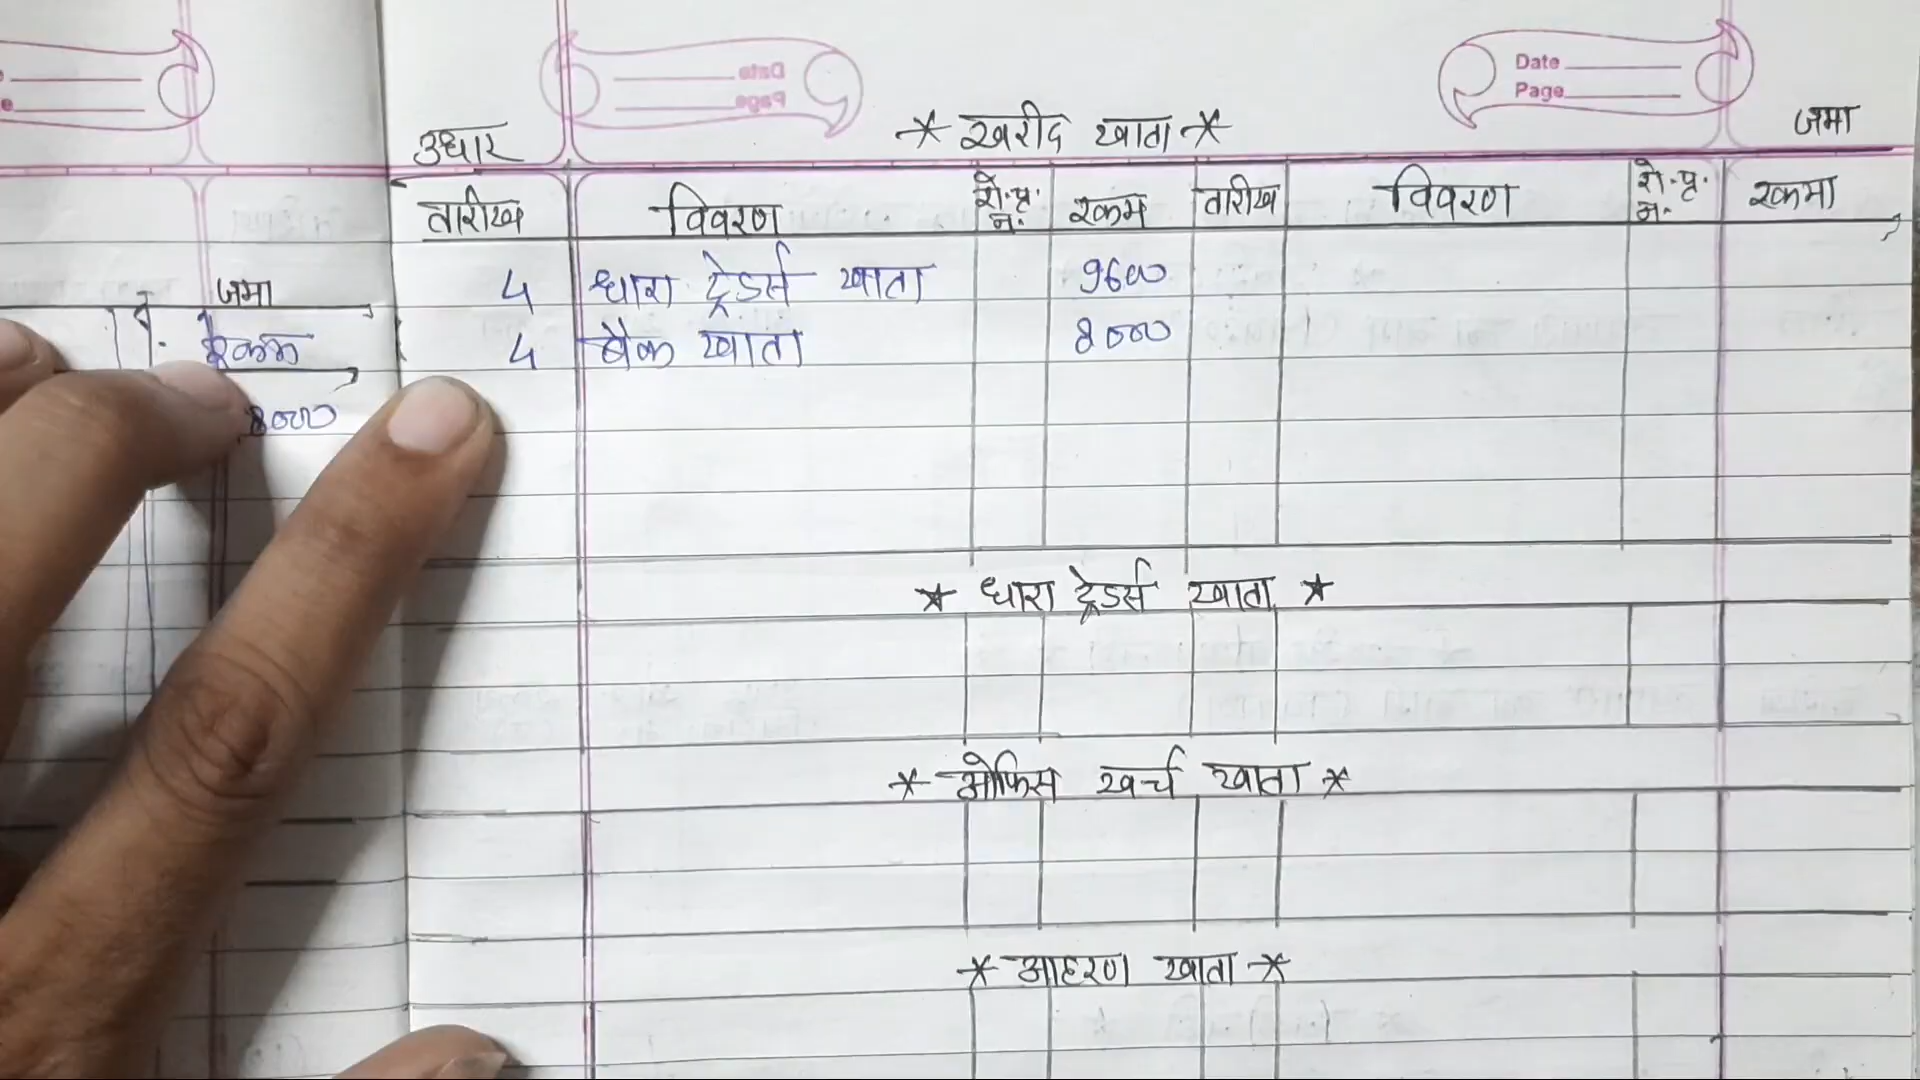 Date
Page
* खरीद खाता *
उधार
जमा
तारीख विवरण रो.पृ.नं. रकम तारीख विवरण रो.पृ.नं. रकमा
4 धारा ट्रेडर्स खाता 9600
4 बैंक खाता 8000
* धारा ट्रेडर्स खाता *
* ओफिस खर्च खाता *
* आहरण खाता *
जमा
रकम
8000